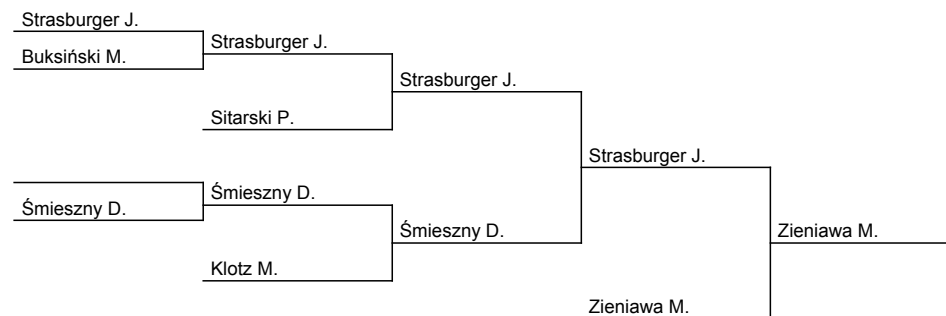 Strasburger J.
Buksiński M.
Strasburger J.
Strasburger J.
Sitarski P.
Strasburger J.
Śmieszny D.
Śmieszny D.
Śmieszny D.
Zieniawa M.
Klotz M.
Zieniawa M.